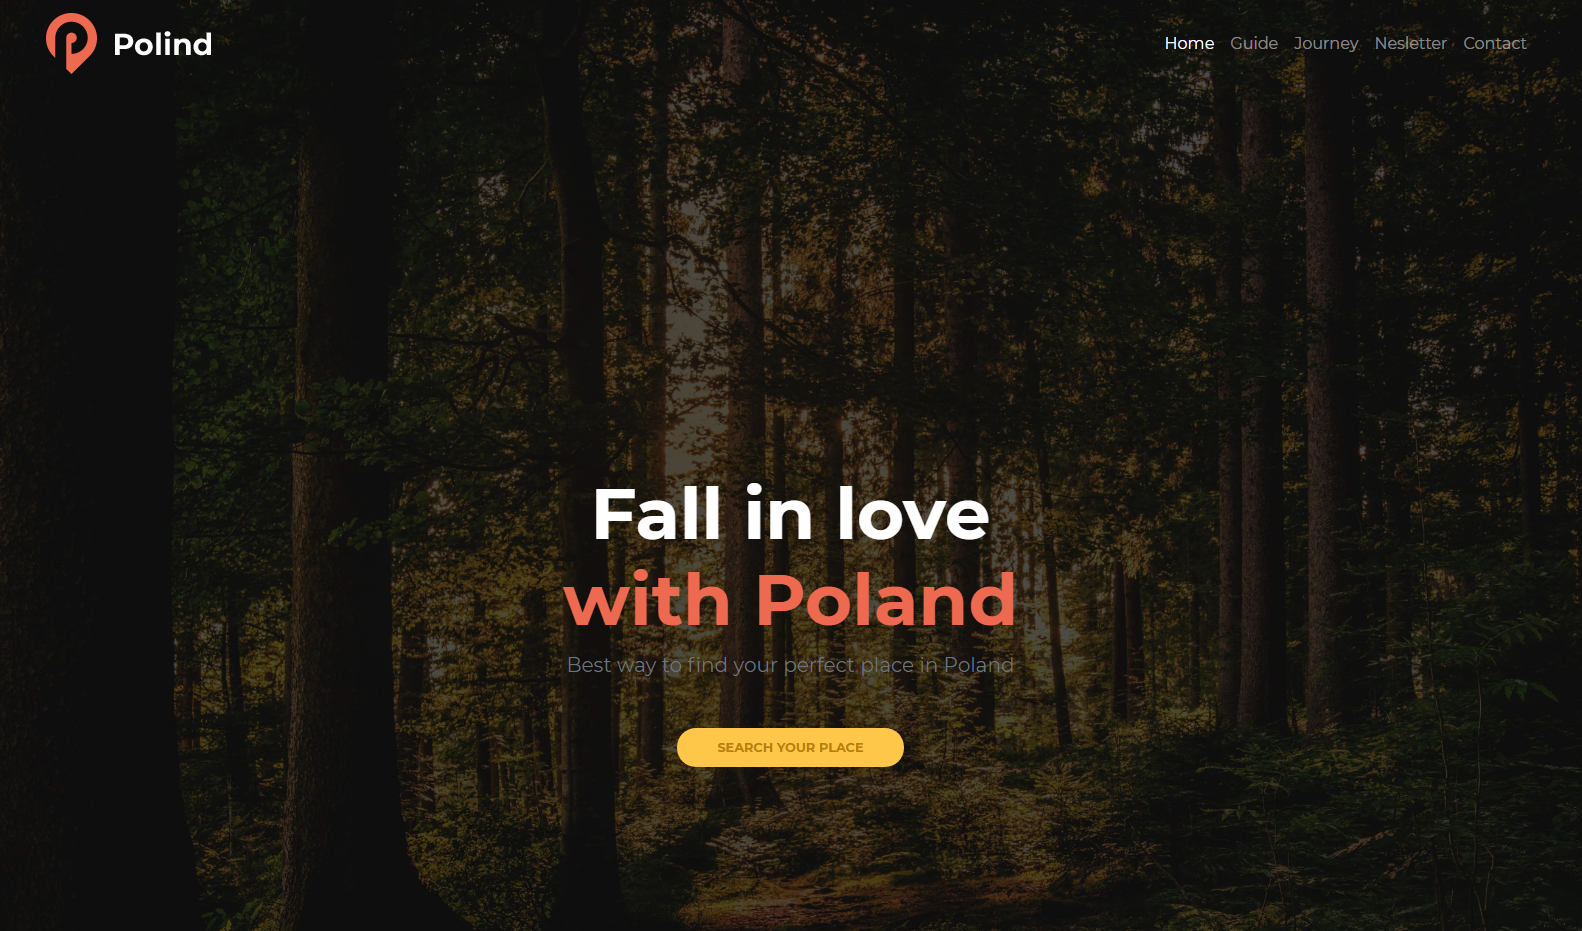 Polind
Home Guide Journey Nesletter Contact
Fall in love
with Poland
Best way to find your perfect place in Poland
SEARCH YOUR PLACE